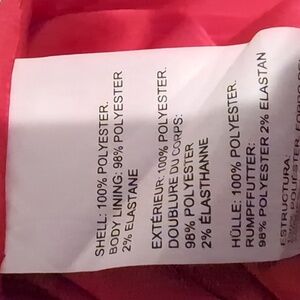 SHELL: 100% POLYESTER.
BODY LINING: 98% POLYESTER
2% ELASTANE
EXTÉRIEUR: 100% POLYESTER.
DOUBLURE DU CORPS:
98% POLYESTER
2% ÉLASTHANNE
HÜLLE: 100% POLYESTER.
RUMPFFUTTER:
98% POLYESTER 2% ELASTAN
ESTRUCTURA: